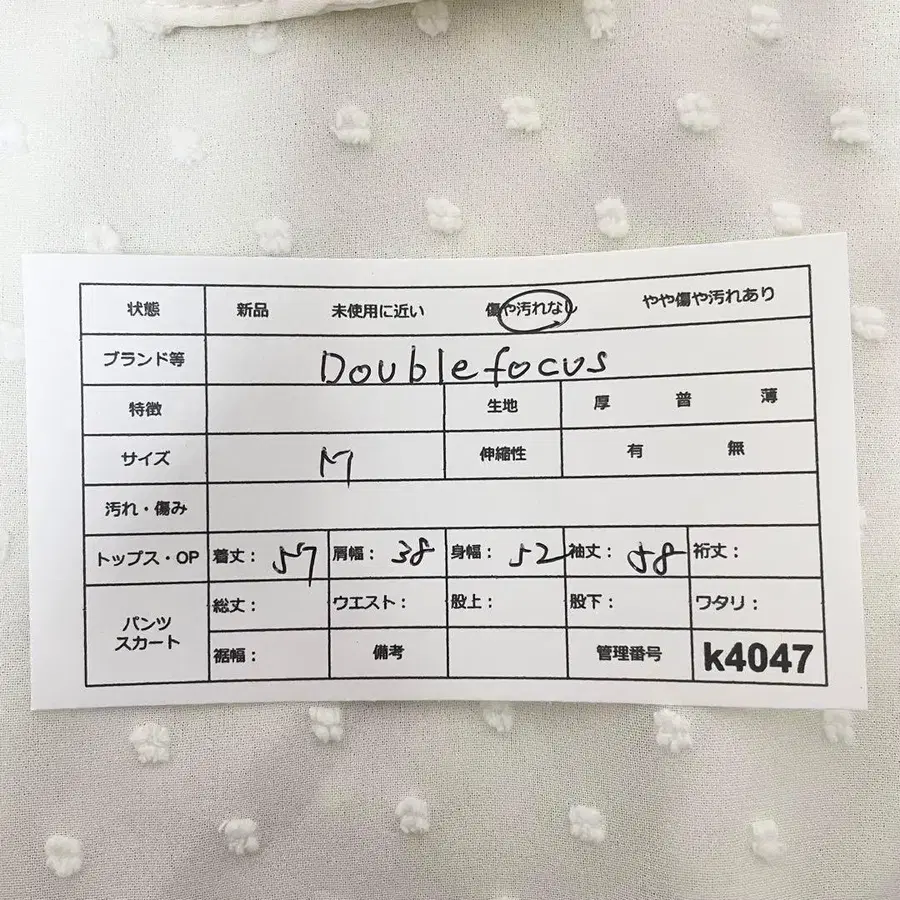 状態 新品 未使用に近い 傷や汚れなし やや傷や汚れあり
ブランド等 Doublefocus
特徴 生地 厚 普 薄
サイズ M 伸縮性 有 無
汚れ・傷み
トップス・OP 着丈: 57 肩幅: 38 身幅: 52 袖丈: 58 裄丈:
パンツ スカート 総丈: ウエスト: 股上: 股下: ワタリ:
裾幅: 備考 管理番号 k4047